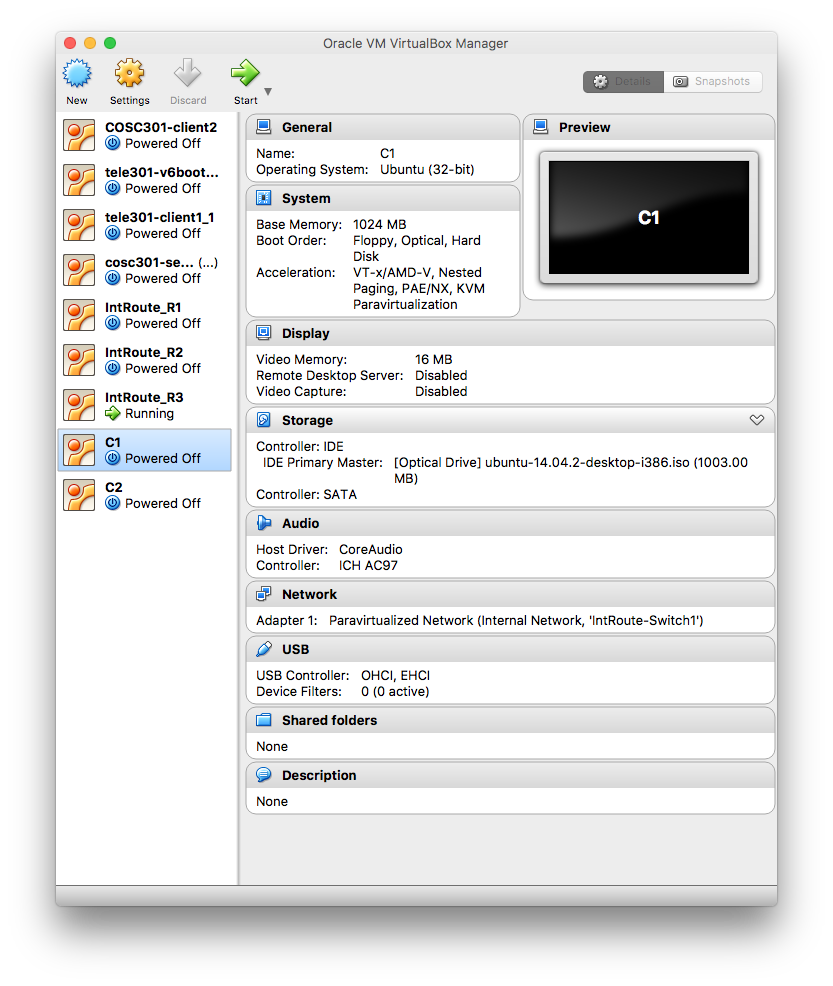 Oracle VM VirtualBox Manager
New
Settings
Discard
Start
Details
Snapshots
COSC301-client2
Powered Off
tele301-v6boot...
Powered Off
tele301-client1_1
Powered Off
cosc301-se... (...)
Powered Off
IntRoute_R1
Powered Off
IntRoute_R2
Powered Off
IntRoute_R3
Running
C1
Powered Off
C2
Powered Off
General
Name: C1
Operating System: Ubuntu (32-bit)
Preview
C1
System
Base Memory: 1024 MB
Boot Order: Floppy, Optical, Hard
Disk
Acceleration: VT-x/AMD-V, Nested
Paging, PAE/NX, KVM
Paravirtualization
Display
Video Memory: 16 MB
Remote Desktop Server: Disabled
Video Capture: Disabled
Storage
Controller: IDE
IDE Primary Master: [Optical Drive] ubuntu-14.04.2-desktop-i386.iso (1003.00
MB)
Controller: SATA
Audio
Host Driver: CoreAudio
Controller: ICH AC97
Network
Adapter 1: Paravirtualized Network (Internal Network, 'IntRoute-Switch1')
USB
USB Controller: OHCI, EHCI
Device Filters: 0 (0 active)
Shared folders
None
Description
None